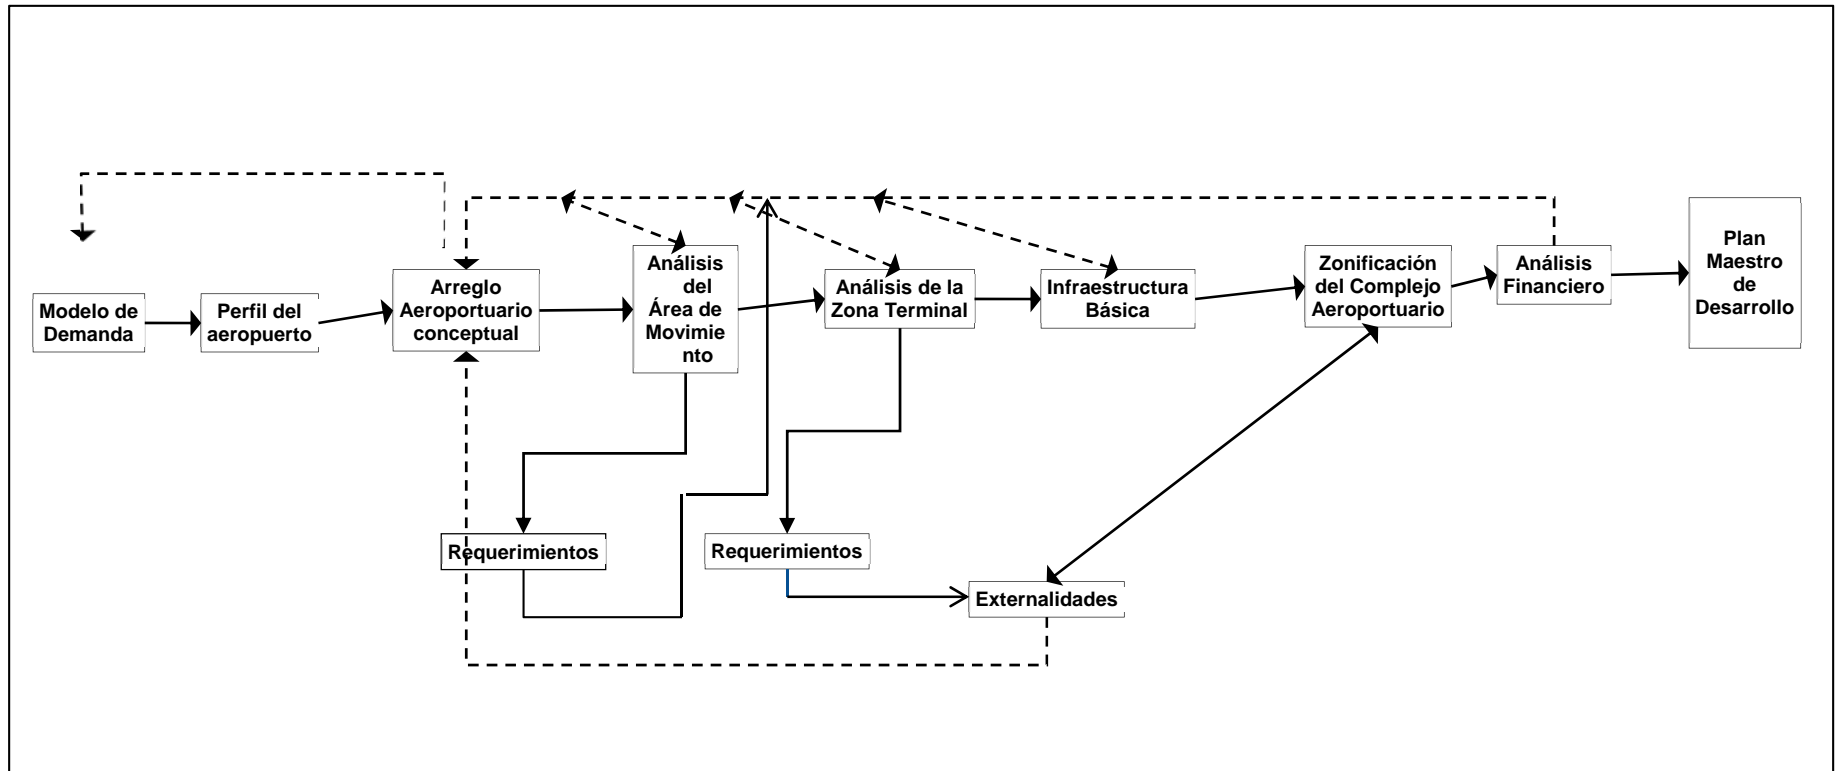 Modelo de
Demanda
Perfil del
aeropuerto
Arreglo
Aeroportuario
conceptual
Análisis
del
Área de
Movimie
nto
Análisis de la
Zona Terminal
Infraestructura
Básica
Zonificación
del Complejo
Aeroportuario
Análisis
Financiero
Plan
Maestro
de
Desarrollo
Requerimientos
Requerimientos
Externalidades